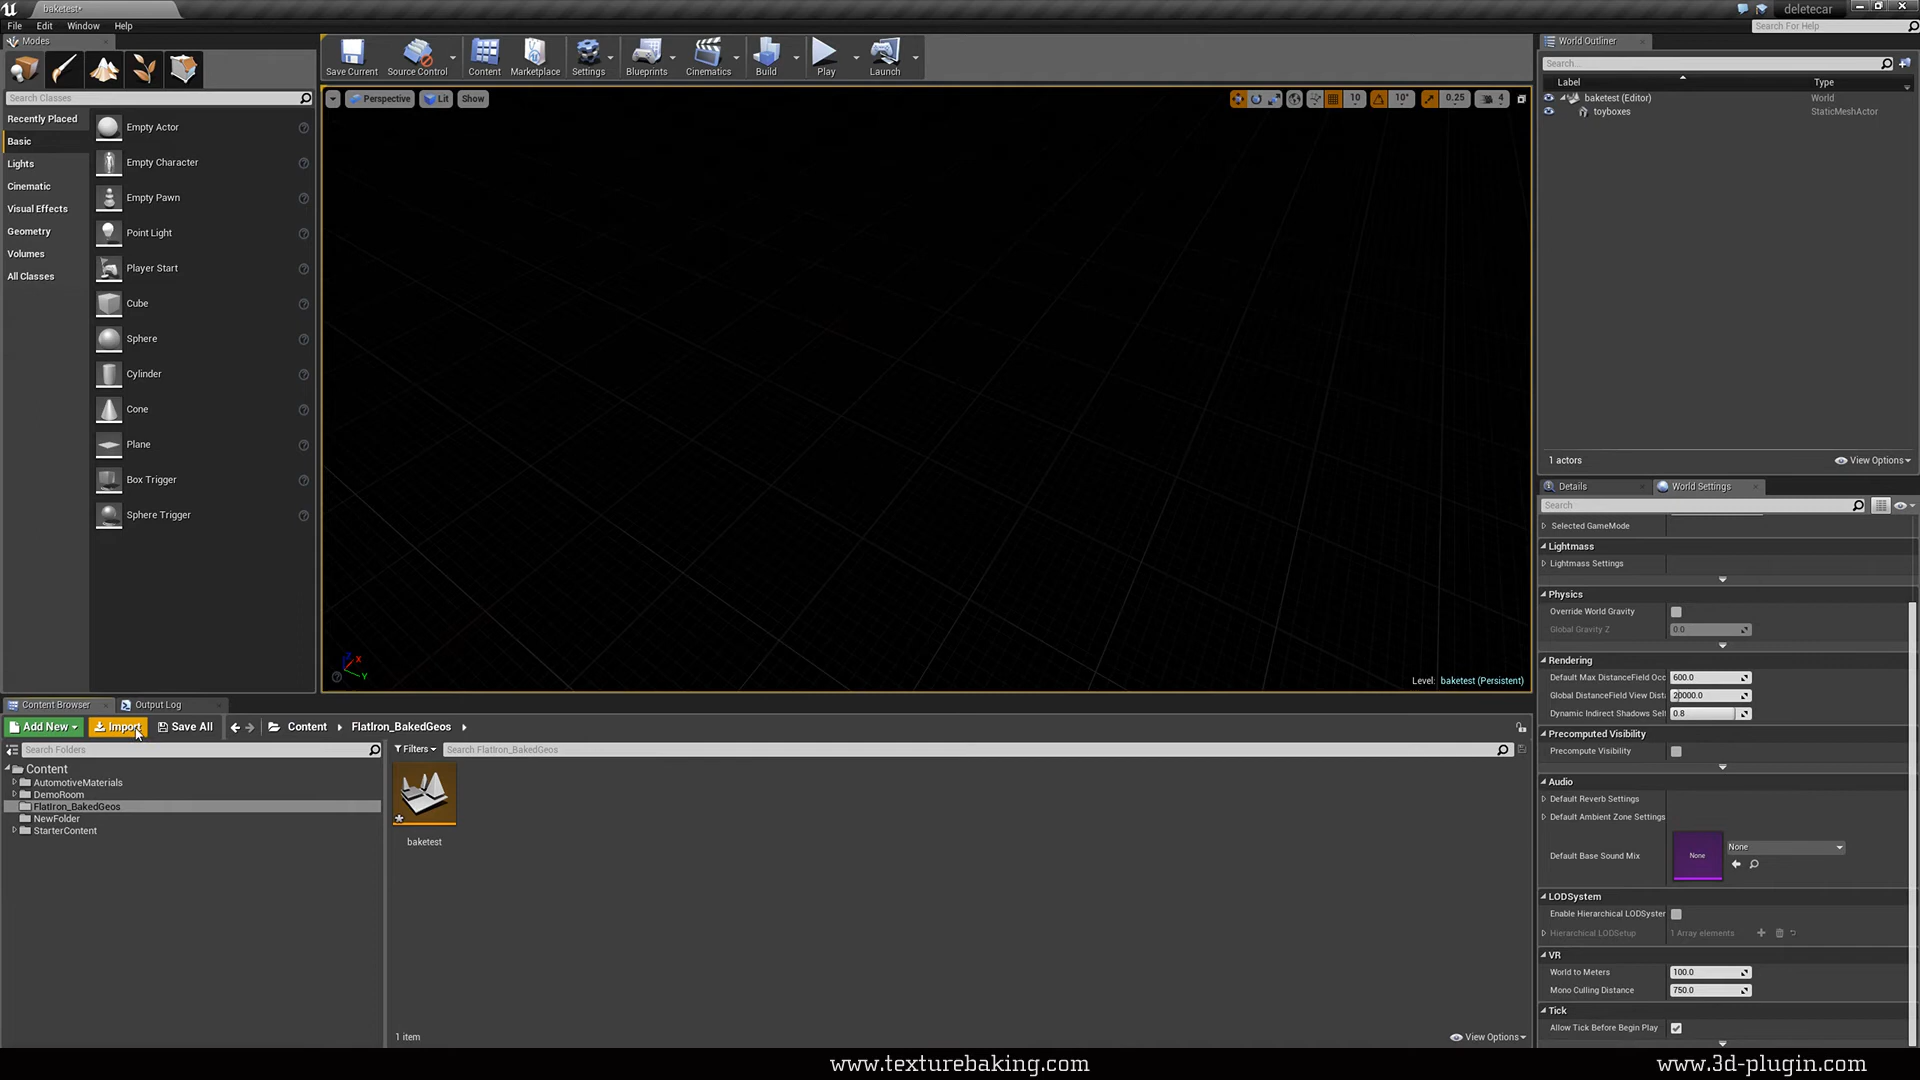 baketest*
deletecar
File Edit Window Help
Search For Help
Modes
Search Classes
Recently Placed
Basic
Lights
Cinematic
Visual Effects
Geometry
Volumes
All Classes
Empty Actor
Empty Character
Empty Pawn
Point Light
Player Start
Cube
Sphere
Cylinder
Cone
Plane
Box Trigger
Sphere Trigger
Save Current Source Control Content Marketplace Settings Blueprints Cinematics Build Play Launch
Perspective Lit Show
10 10° 0.25 4
X
Y
Level: baketest (Persistent)
World Outliner
Search...
Label Type
baketest (Editor) World
toyboxes StaticMeshActor
1 actors View Options
Details World Settings
Search
Selected GameMode
Lightmass
Lightmass Settings
Physics
Override World Gravity
Global Gravity Z 0.0
Rendering
Default Max DistanceField Occ 600.0
Global DistanceField View Dist 20000.0
Dynamic Indirect Shadows Sel 0.8
Precomputed Visibility
Precompute Visibility
Audio
Default Reverb Settings
Default Ambient Zone Settings
Default Base Sound Mix None None
LODSystem
Enable Hierarchical LODSyster
Hierarchical LODSetup 1 Array elements
VR
World to Meters 100.0
Mono Culling Distance 750.0
Tick
Allow Tick Before Begin Play
Content Browser Output Log
Add New Import Save All Content FlatIron_BakedGeos
Search Folders
Filters Search FlatIron_BakedGeos
Content
AutomotiveMaterials
DemoRoom
FlatIron_BakedGeos
NewFolder
StarterContent
baketest
1 item View Options
www.texturebaking.com
www.3d-plugin.com